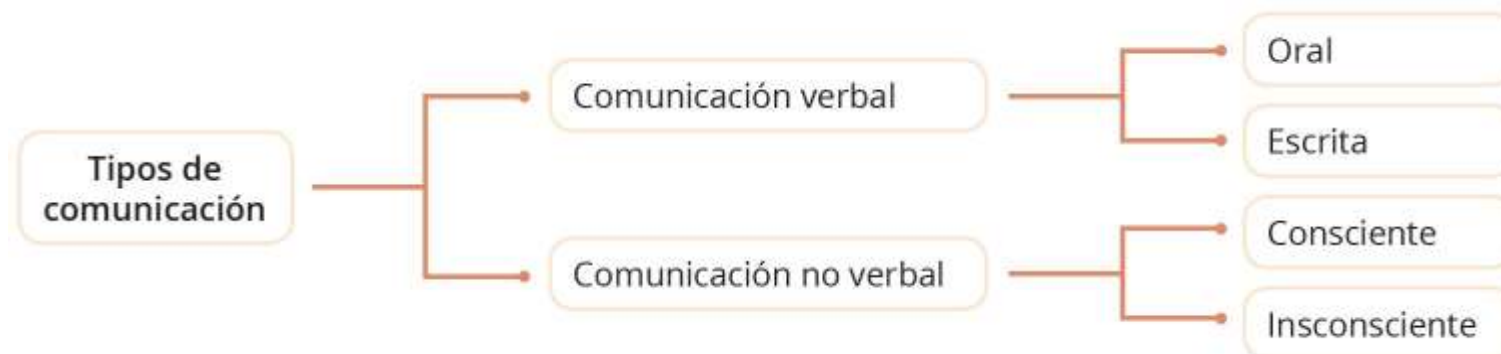 Tipos de
comunicación
Comunicación verbal
Oral
Escrita
Comunicación no verbal
Consciente
Insconsciente